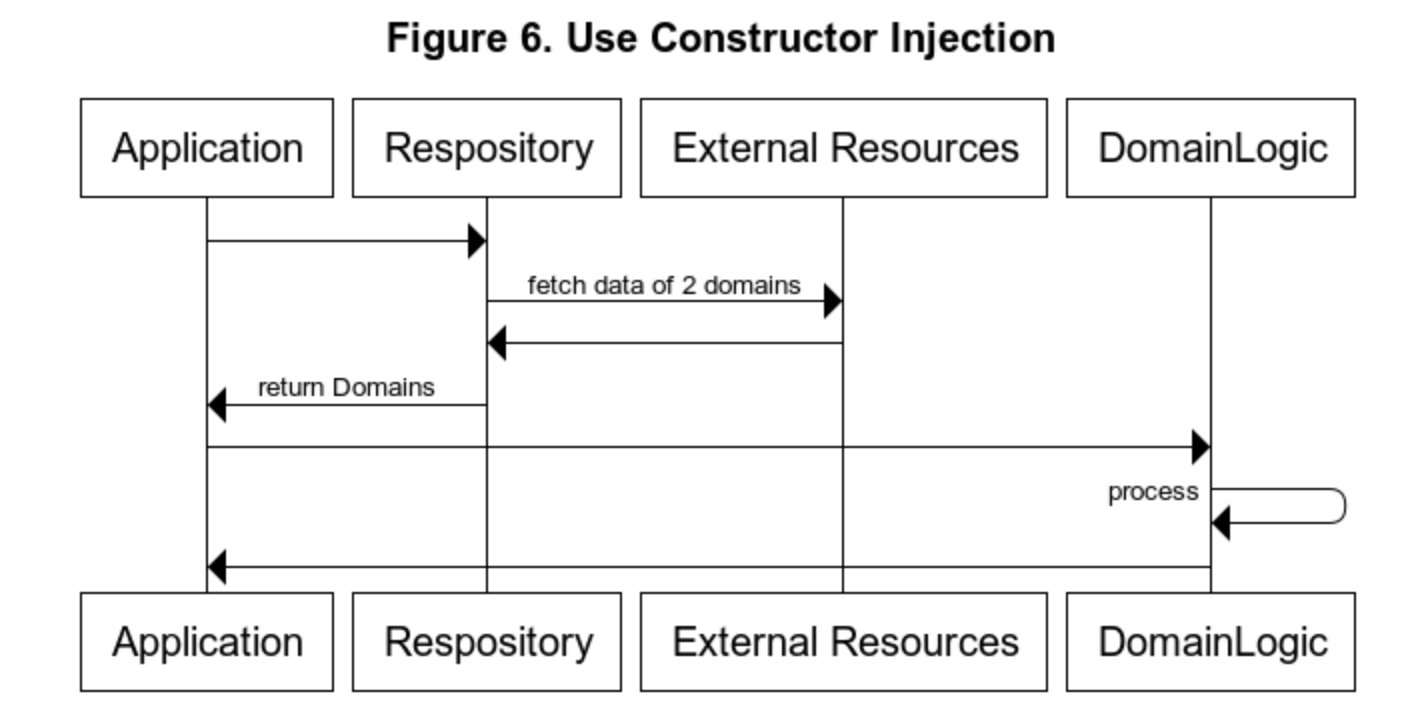 Figure 6. Use Constructor Injection
Application
Respository
External Resources
DomainLogic
fetch data of 2 domains
return Domains
process
Application
Respository
External Resources
DomainLogic